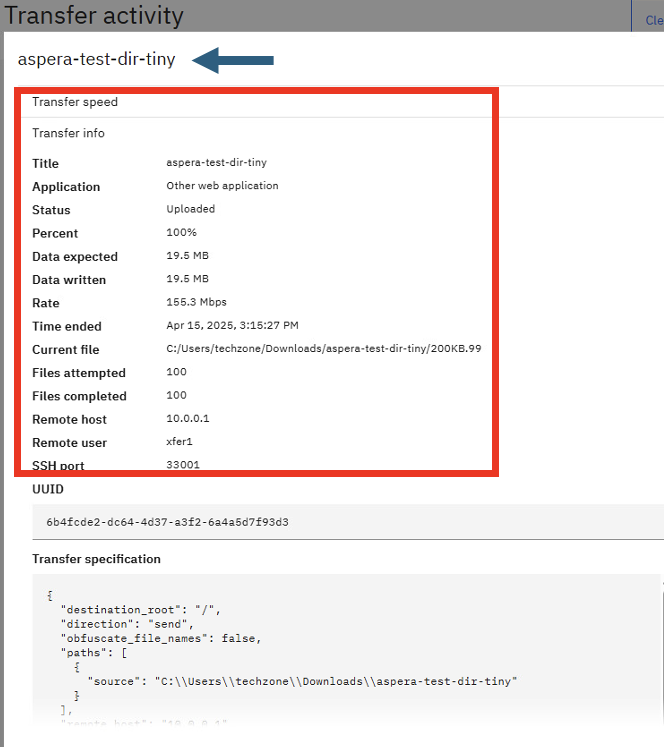 Transfer activity
Cle
aspera-test-dir-tiny
Transfer speed
Transfer info
Title aspera-test-dir-tiny
Application Other web application
Status Uploaded
Percent 100%
Data expected 19.5 MB
Data written 19.5 MB
Rate 155.3 Mbps
Time ended Apr 15, 2025, 3:15:27 PM
Current file C:/Users/techzone/Downloads/aspera-test-dir-tiny/200KB.99
Files attempted 100
Files completed 100
Remote host 10.0.0.1
Remote user xfer1
SSH port 33001
UUID
6b4fcde2-dc64-4d37-a3f2-6a4a5d7f93d3
Transfer specification
{
"destination_root": "/",
"direction": "send",
"obfuscate_file_names": false,
"paths": [
{
"source": "C:\\Users\\techzone\\Downloads\\aspera-test-dir-tiny"
}
],
"remote_host": "10.0.0.1"